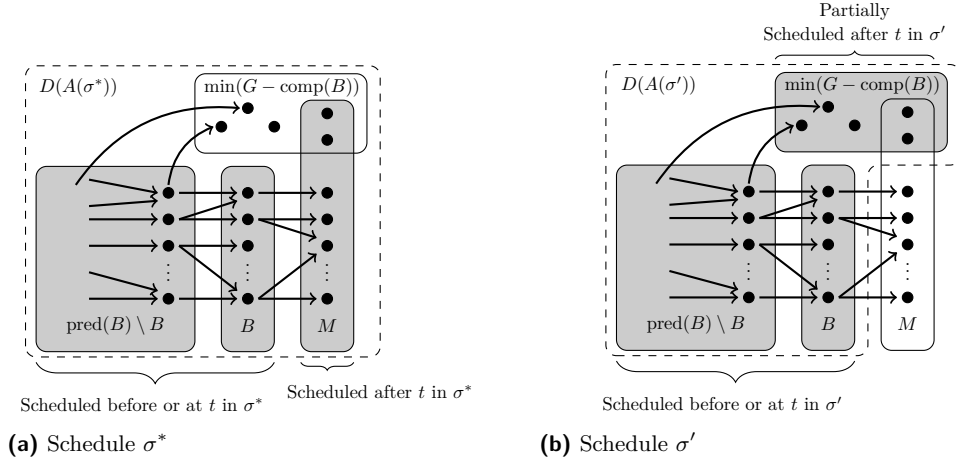 D(A(σ*))
min(G − comp(B))
pred(B) \ B
B
M
Scheduled before or at t in σ*
Scheduled after t in σ*
(a) Schedule σ*
Partially
Scheduled after t in σ′
D(A(σ′))
min(G − comp(B))
pred(B) \ B
B
M
Scheduled before or at t in σ′
(b) Schedule σ′